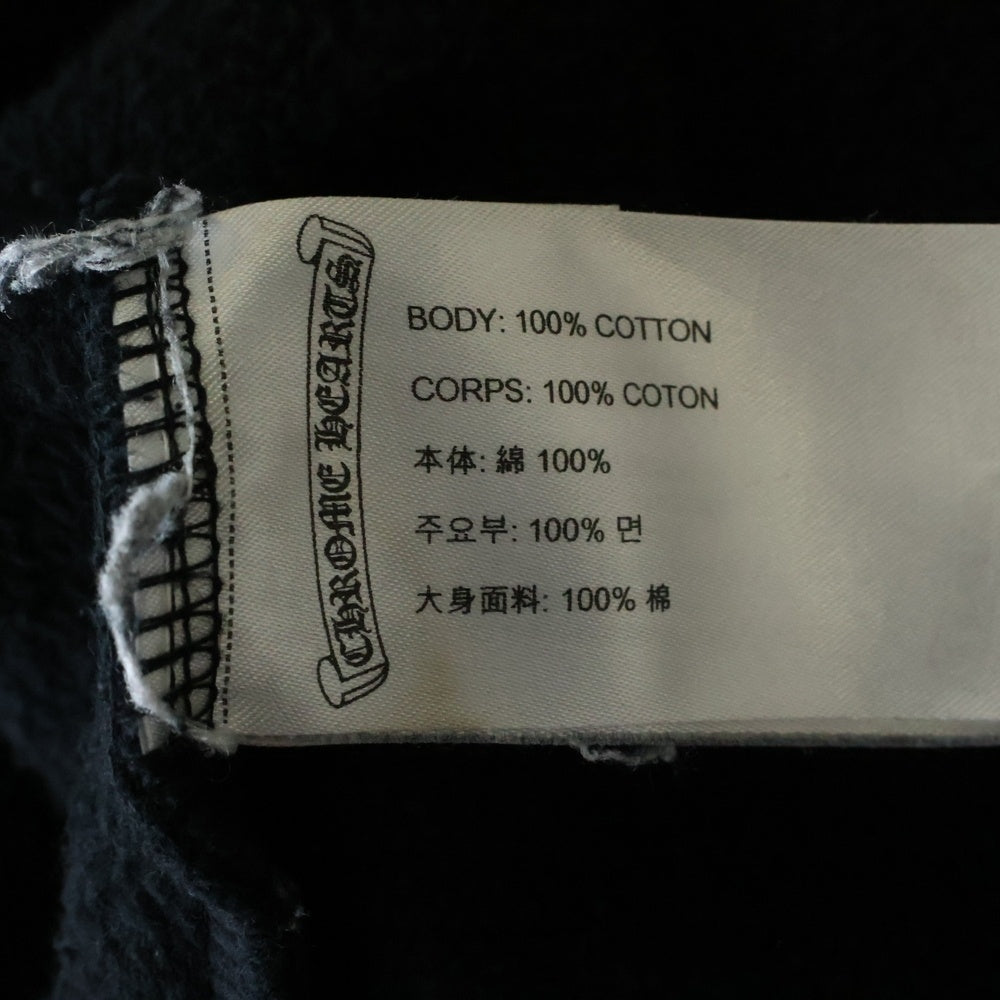 CHROME HEARTS
BODY: 100% COTTON
CORPS: 100% COTON
本体: 綿 100%
주요부: 100% 면
大身面料: 100% 棉